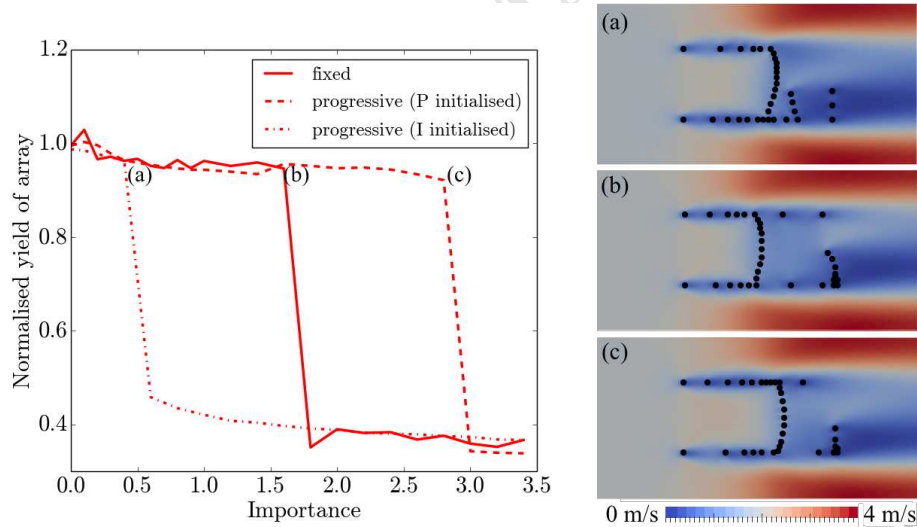 1.2
1.0
0.8
0.6
0.4
Normalised yield of array
fixed
progressive (P initialised)
progressive (I initialised)
(a)
(b)
(c)
0.0
0.5
1.0
1.5
2.0
2.5
3.0
3.5
Importance
(a)
(b)
(c)
0 m/s
4 m/s